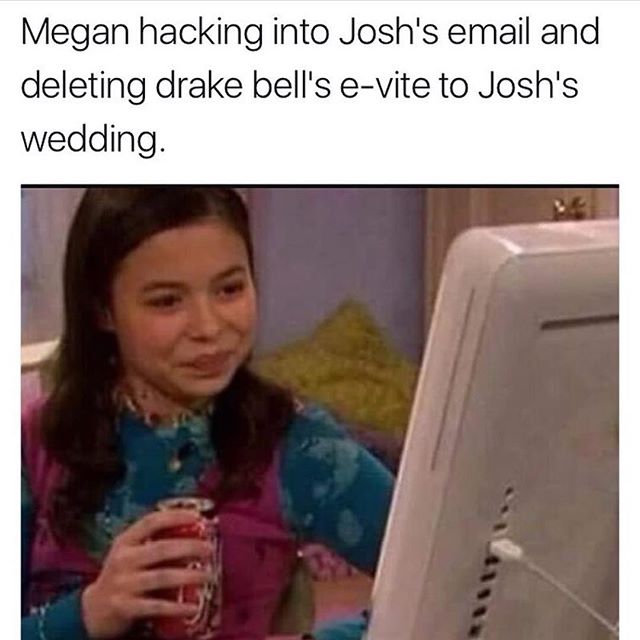 Megan hacking into Josh's email and
deleting drake bell's e-vite to Josh's
wedding.